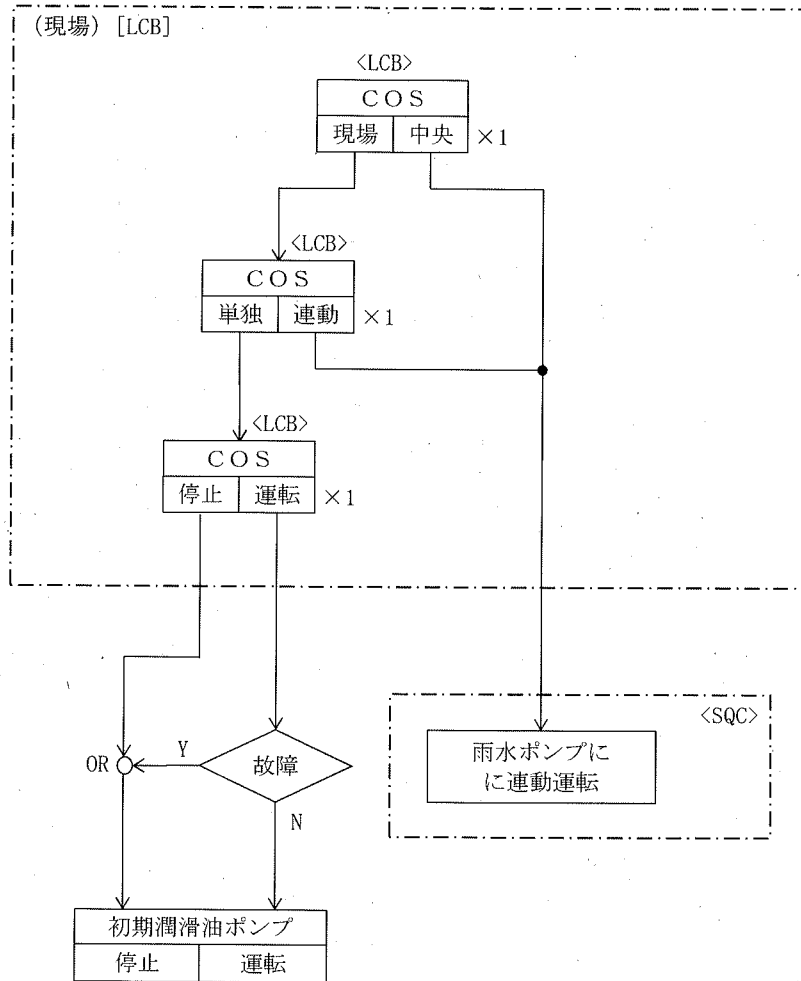 (現場) [LCB]
<LCB>
COS
現場 中央 ×1
<LCB>
COS
単独 連動 ×1
<LCB>
COS
停止 運転 ×1
<SQC>
雨水ポンプに
に連動運転
OR Y 故障
N
初期潤滑油ポンプ
停止 運転